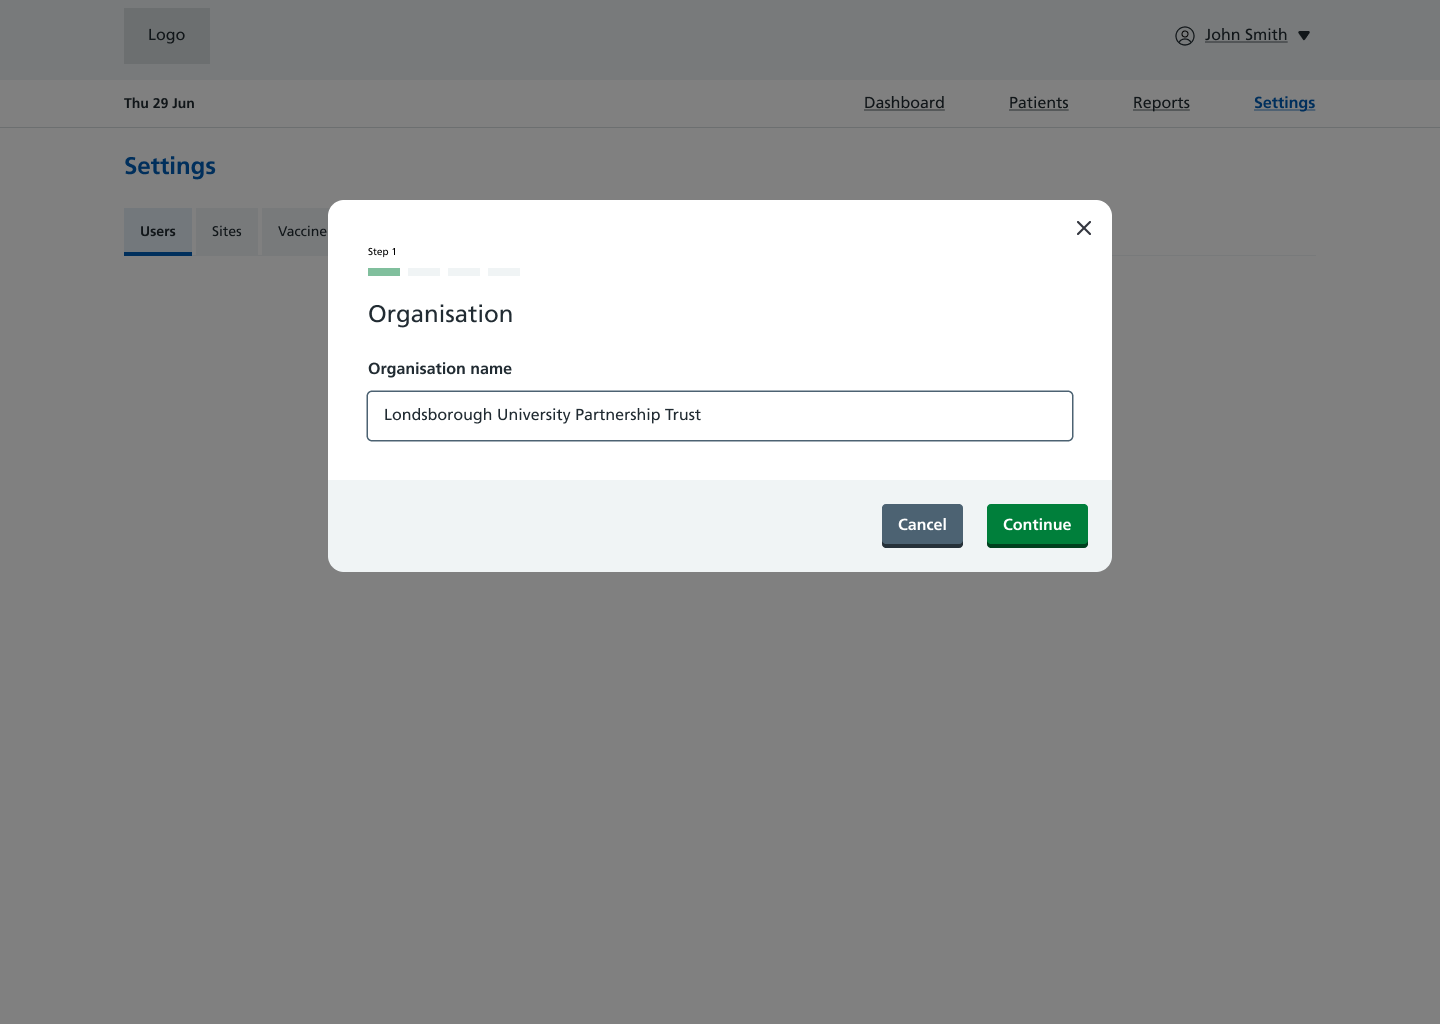 Logo
John Smith
Thu 29 Jun
Dashboard
Patients
Reports
Settings
Settings
Users
Sites
Vaccine
Step 1
Organisation
Organisation name
Londsborough University Partnership Trust
Cancel
Continue